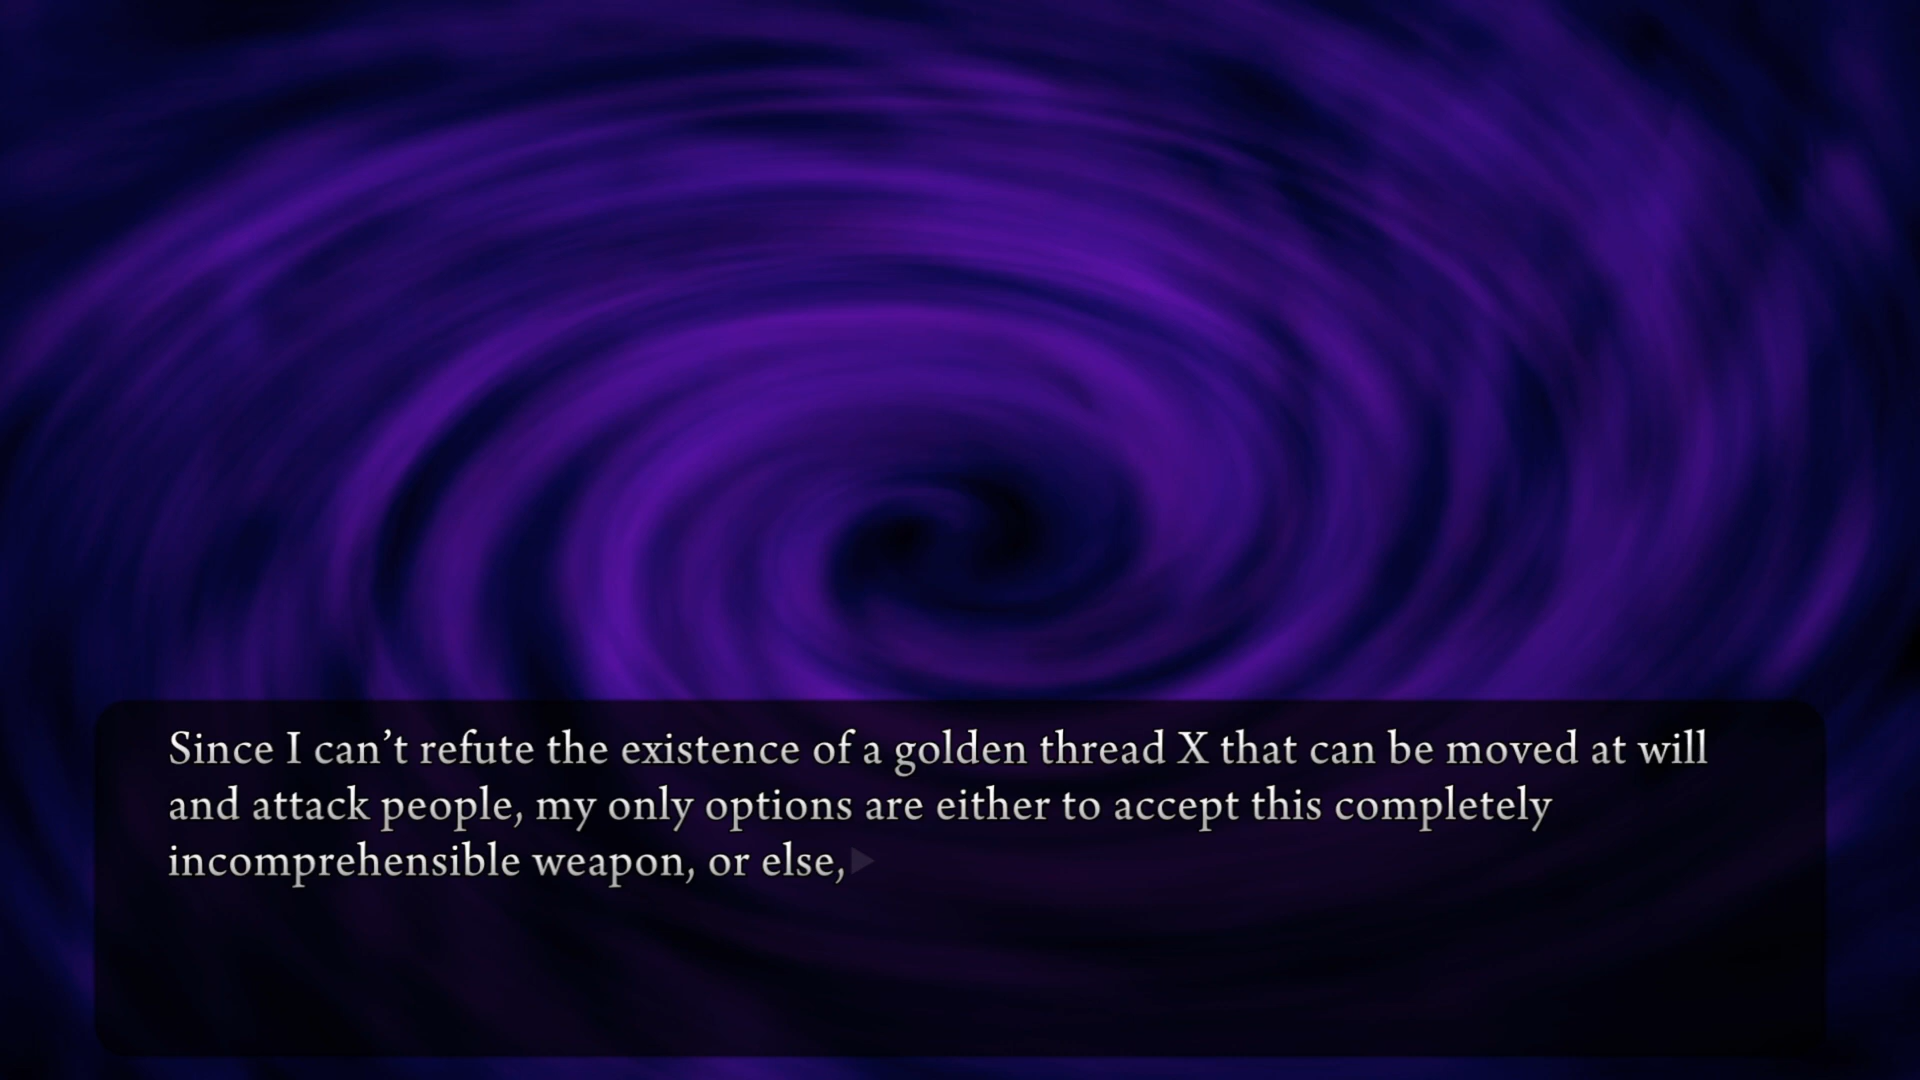 Since I can’t refute the existence of a golden thread X that can be moved at will
and attack people, my only options are either to accept this completely
incomprehensible weapon, or else,